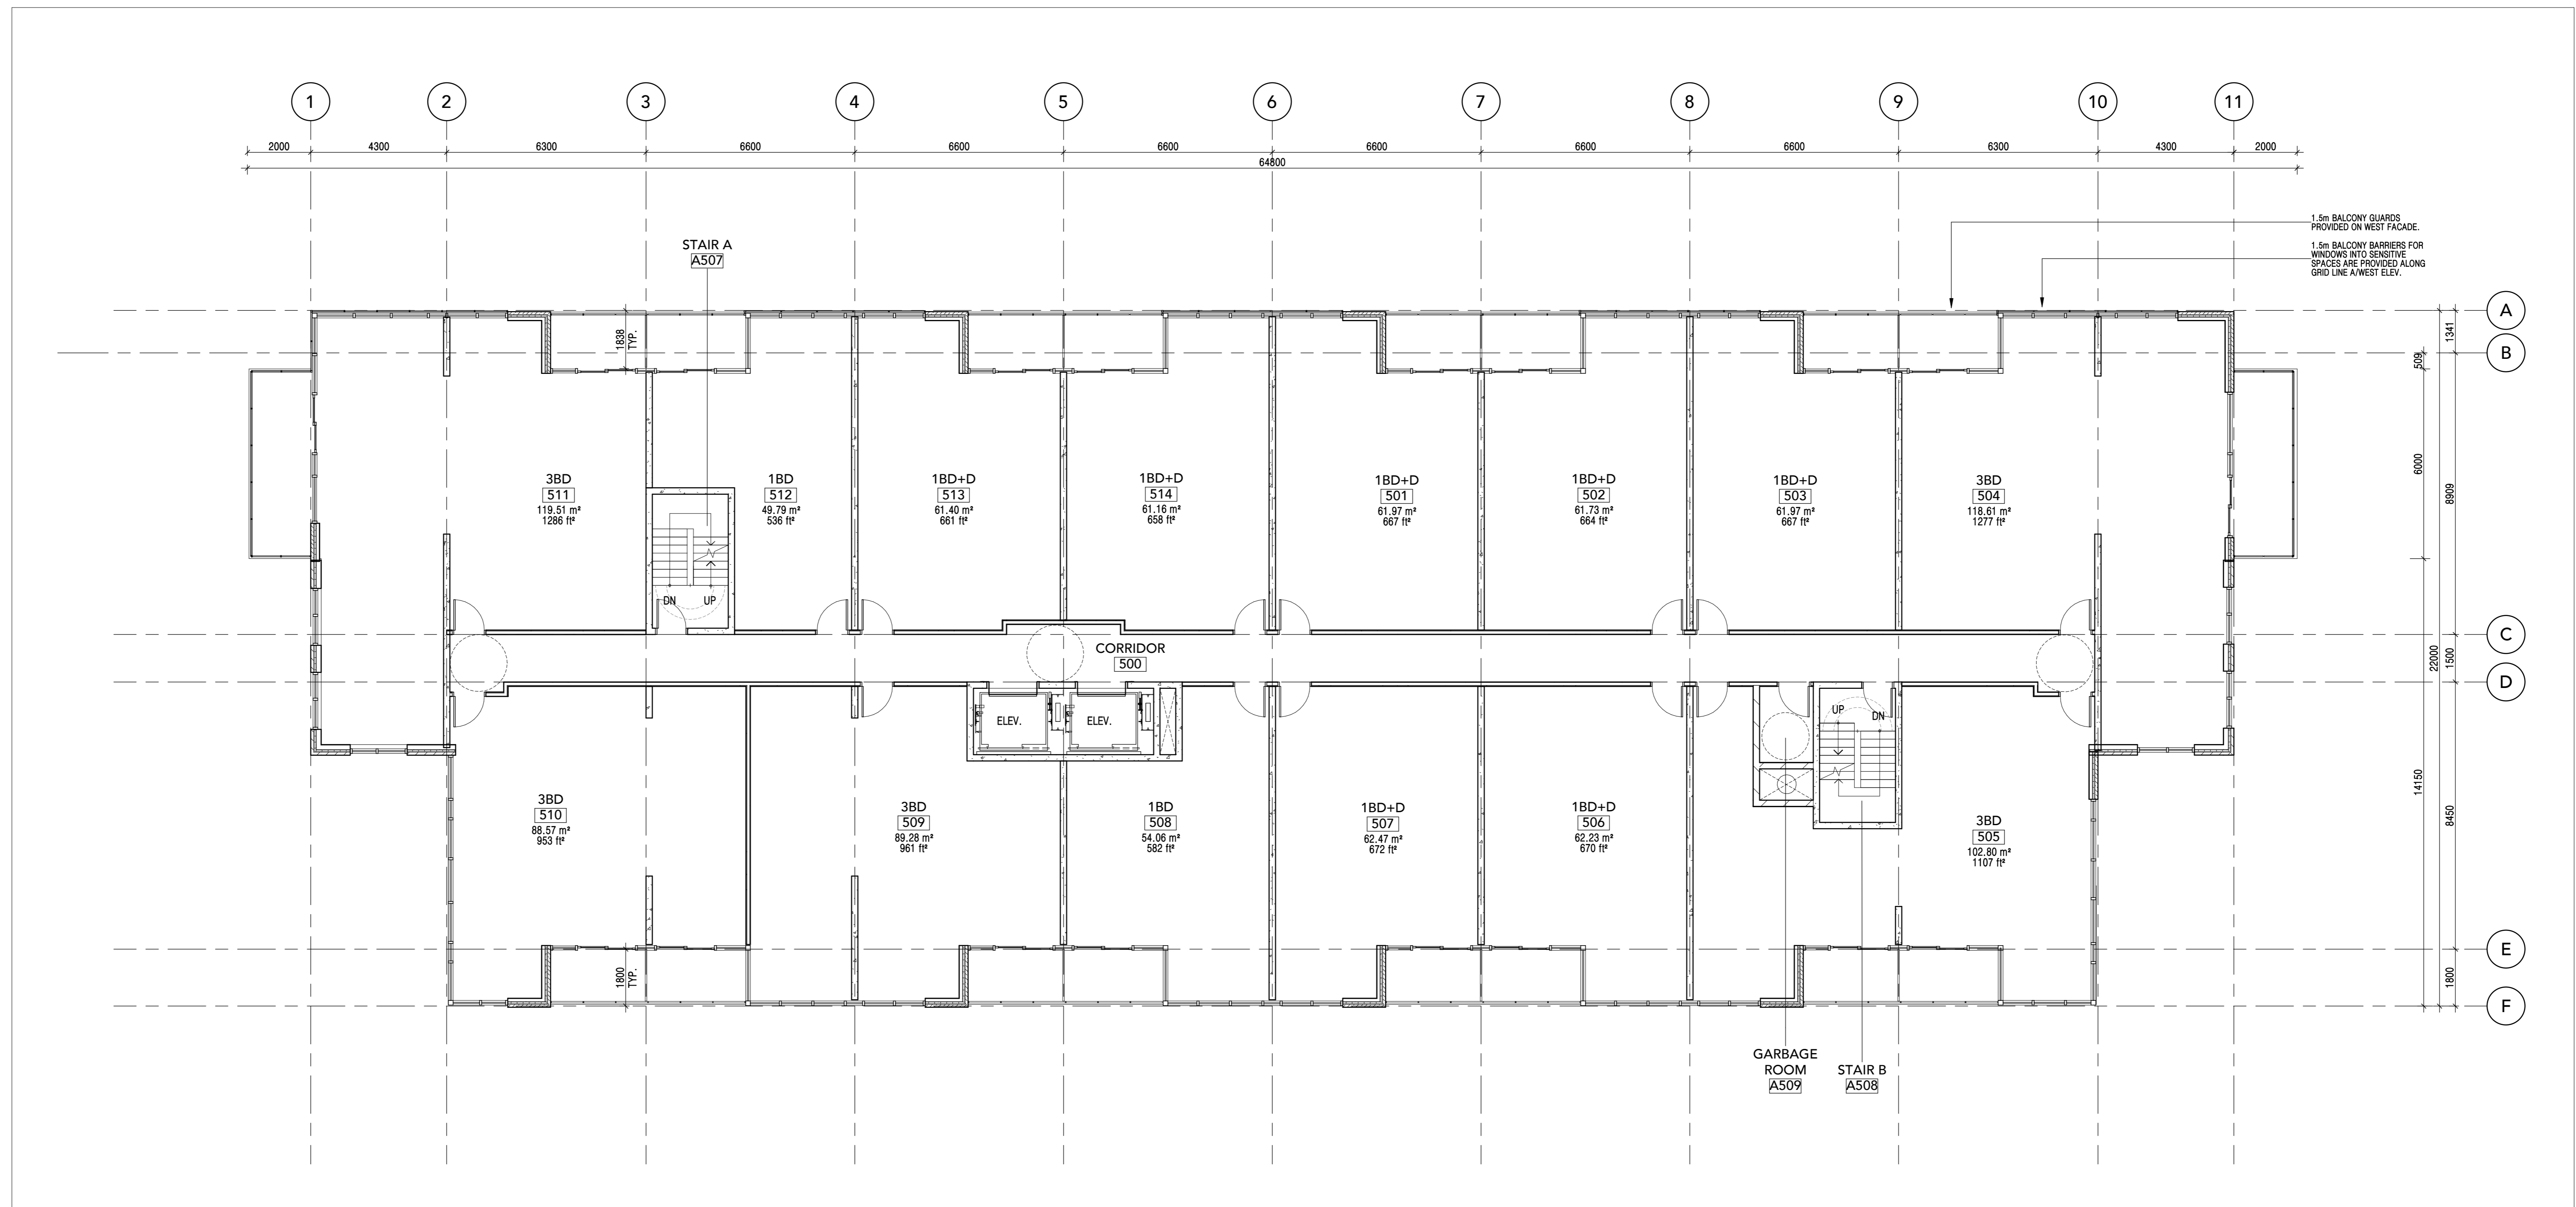 1 2 3 4 5 6 7 8 9 10 11
2000 4300 6300 6600 6600 6600 6600 6600 6600 6300 4300 2000
64800
1.5m BALCONY GUARDS
PROVIDED ON WEST FACADE.
1.5m BALCONY BARRIERS FOR
WINDOWS INTO SENSITIVE
SPACES ARE PROVIDED ALONG
GRID LINE A/WEST ELEV.
STAIR A
A507
A
B
C
D
E
F
1341
509
6000
8909
1500
22000
14150
8450
1800
1838
TYP.
3BD
511
119.51 m²
1286 ft²
1BD
512
49.79 m²
536 ft²
1BD+D
513
61.40 m²
661 ft²
1BD+D
514
61.16 m²
658 ft²
1BD+D
501
61.97 m²
667 ft²
1BD+D
502
61.73 m²
664 ft²
1BD+D
503
61.97 m²
667 ft²
3BD
504
118.61 m²
1277 ft²
DN UP
CORRIDOR
500
ELEV. ELEV.
UP DN
3BD
510
88.57 m²
953 ft²
3BD
509
89.28 m²
961 ft²
1BD
508
54.06 m²
582 ft²
1BD+D
507
62.47 m²
672 ft²
1BD+D
506
62.23 m²
670 ft²
3BD
505
102.80 m²
1107 ft²
1800
TYP.
GARBAGE
ROOM
A509
STAIR B
A508